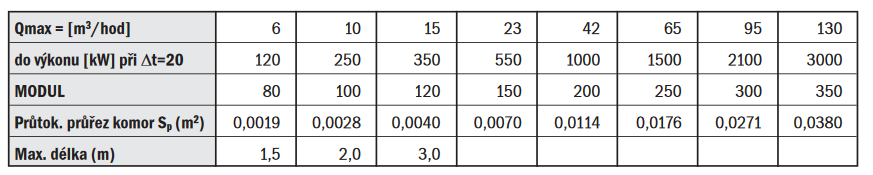 Qmax = [m³/hod] 6 10 15 23 42 65 95 130
do výkonu [kW] při Δt=20 120 250 350 550 1000 1500 2100 3000
MODUL 80 100 120 150 200 250 300 350
Průtok. průřez komor Sₚ (m²) 0,0019 0,0028 0,0040 0,0070 0,0114 0,0176 0,0271 0,0380
Max. délka (m) 1,5 2,0 3,0